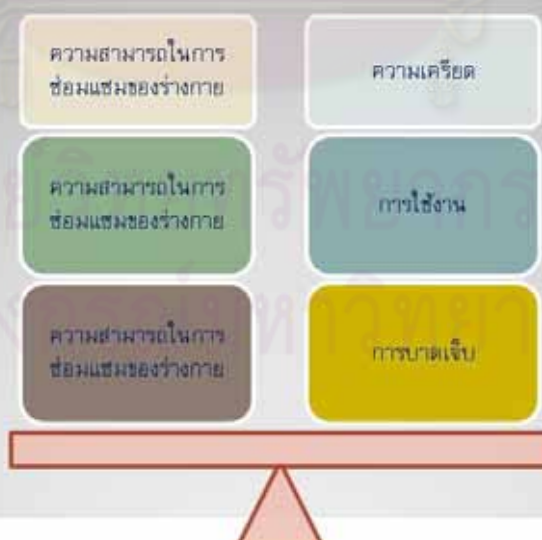 ความสามารถในการ
ซ่อมแซมของร่างกาย
ความเครียด
ความสามารถในการ
ซ่อมแซมของร่างกาย
การใช้งาน
ความสามารถในการ
ซ่อมแซมของร่างกาย
การบาดเจ็บ